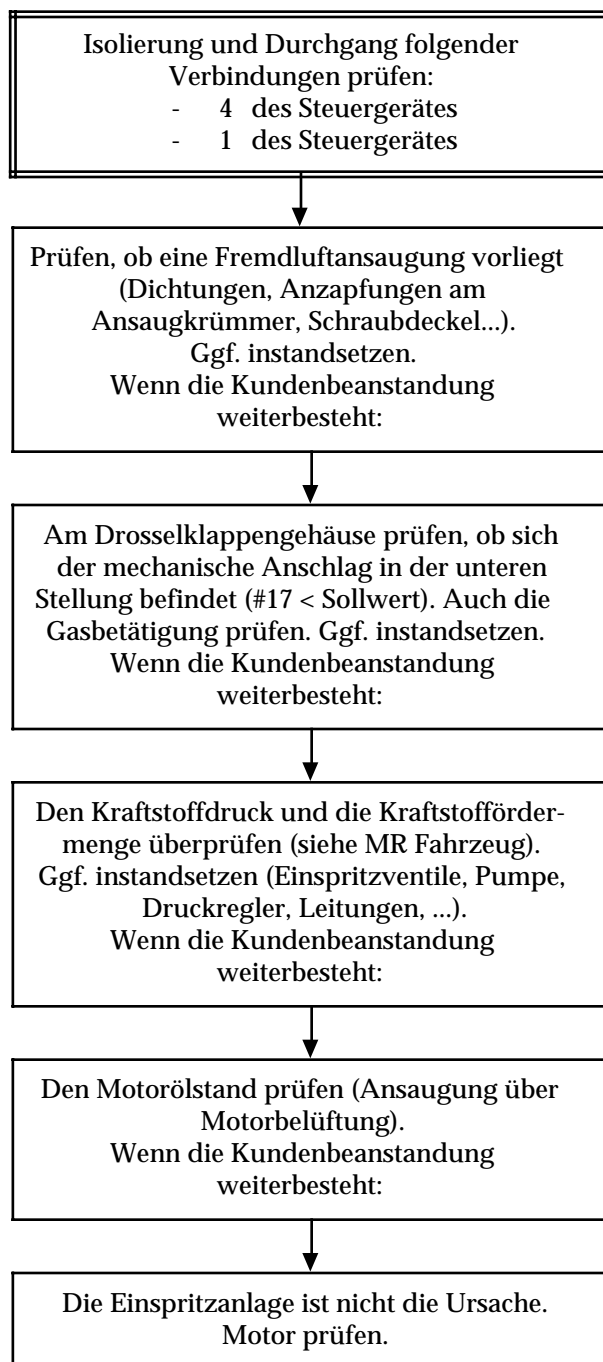 Isolierung und Durchgang folgender
Verbindungen prüfen:
- 4 des Steuergerätes
- 1 des Steuergerätes
Prüfen, ob eine Fremdluftansaugung vorliegt
(Dichtungen, Anzapfungen am
Ansaugkrümmer, Schraubdeckel...).
Ggf. instandsetzen.
Wenn die Kundenbeanstandung
weiterbesteht:
Am Drosselklappengehäuse prüfen, ob sich
der mechanische Anschlag in der unteren
Stellung befindet (#17 < Sollwert). Auch die
Gasbetätigung prüfen. Ggf. instandsetzen.
Wenn die Kundenbeanstandung
weiterbesteht:
Den Kraftstoffdruck und die Kraftstofförder-
menge überprüfen (siehe MR Fahrzeug).
Ggf. instandsetzen (Einspritzventile, Pumpe,
Druckregler, Leitungen, ...).
Wenn die Kundenbeanstandung
weiterbesteht:
Den Motorölstand prüfen (Ansaugung über
Motorbelüftung).
Wenn die Kundenbeanstandung
weiterbesteht:
Die Einspritzanlage ist nicht die Ursache.
Motor prüfen.